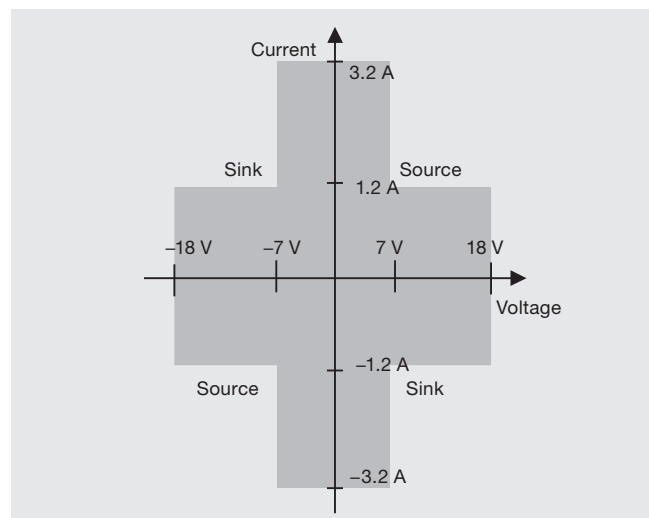 Current
3.2 A
Sink
Source
1.2 A
–18 V
–7 V
7 V
18 V
Voltage
–1.2 A
Source
Sink
–3.2 A